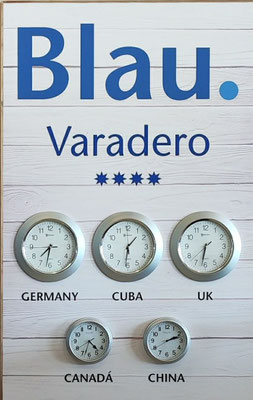 Blau.
Varadero
GERMANY CUBA UK
CANADÁ CHINA